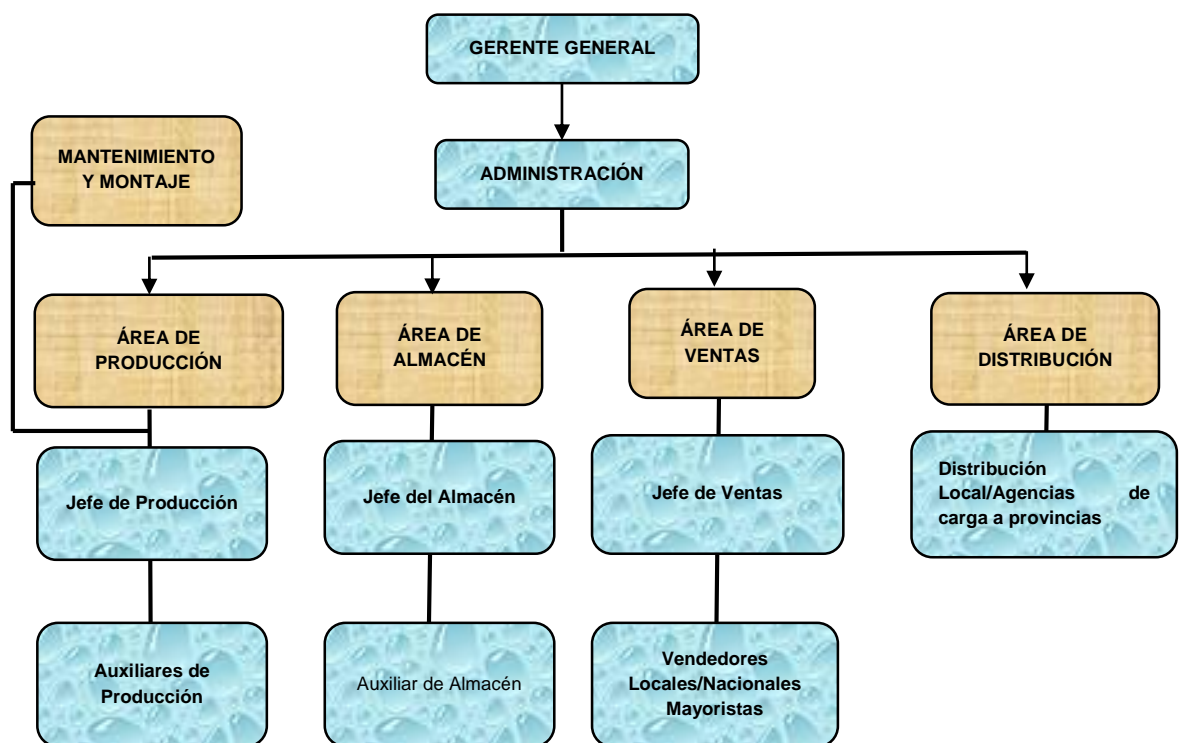 GERENTE GENERAL
MANTENIMIENTO
Y MONTAJE
ADMINISTRACIÓN
ÁREA DE
PRODUCCIÓN
ÁREA DE
ALMACÉN
ÁREA DE
VENTAS
ÁREA DE
DISTRIBUCIÓN
Jefe de Producción
Jefe del Almacén
Jefe de Ventas
Distribución
Local/Agencias de
carga a provincias
Auxiliares de
Producción
Auxiliar de Almacén
Vendedores
Locales/Nacionales
Mayoristas